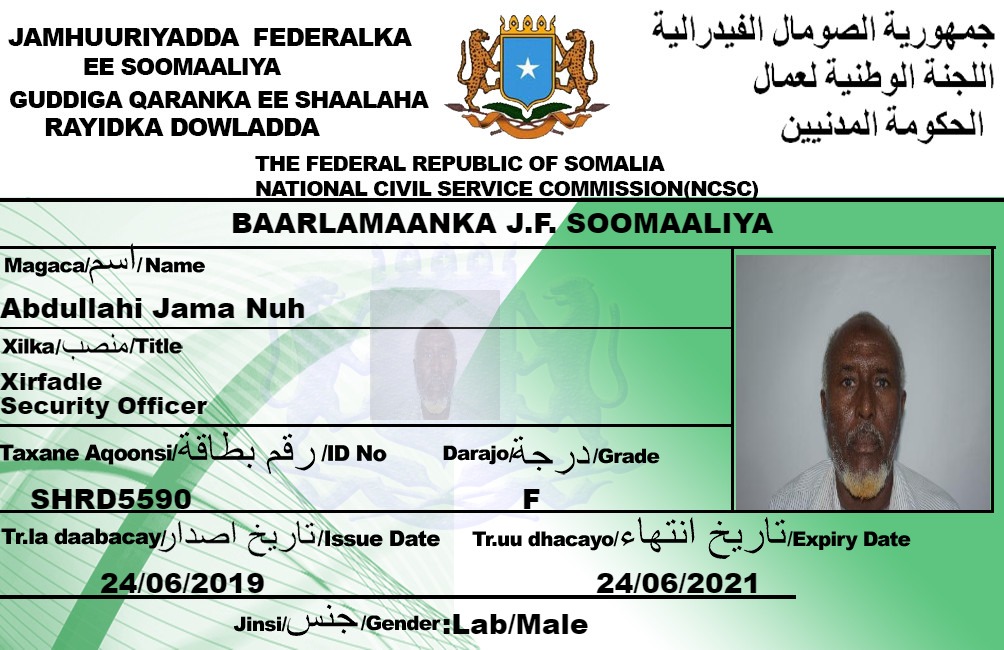 JAMHUURIYADDA FEDERALKA
EE SOOMAALIYA
GUDDIGA QARANKA EE SHAALAHA
RAYIDKA DOWLADDA
جمهورية الصومال الفيدرالية
اللجنة الوطنية لعمال
الحكومة المدنيين
THE FEDERAL REPUBLIC OF SOMALIA
NATIONAL CIVIL SERVICE COMMISSION(NCSC)
BAARLAMAANKA J.F. SOOMAALIYA
Magaca/اسم/Name
Abdullahi Jama Nuh
Xilka/منصب/Title
Xirfadle
Security Officer
Taxane Aqoonsi/رقم بطاقة/ID No Darajo/درجة/Grade
SHRD5590 F
Tr.la daabacay/تاريخ اصدار/Issue Date Tr.uu dhacayo/تاريخ انتهاء/Expiry Date
24/06/2019 24/06/2021
Jinsi/جنس/Gender:Lab/Male